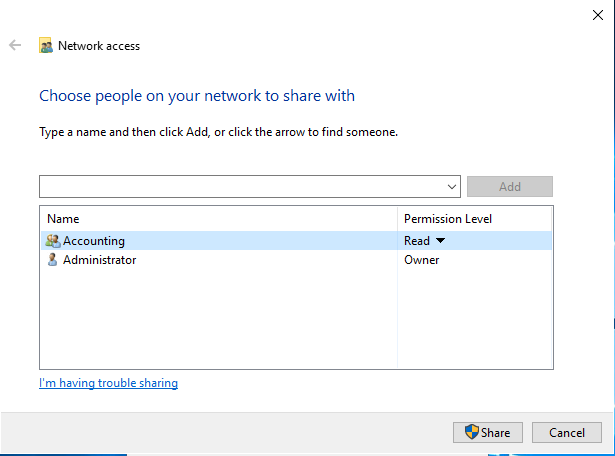 Network access
Choose people on your network to share with
Type a name and then click Add, or click the arrow to find someone.
Add
Name Permission Level
Accounting Read
Administrator Owner
I'm having trouble sharing
Share Cancel